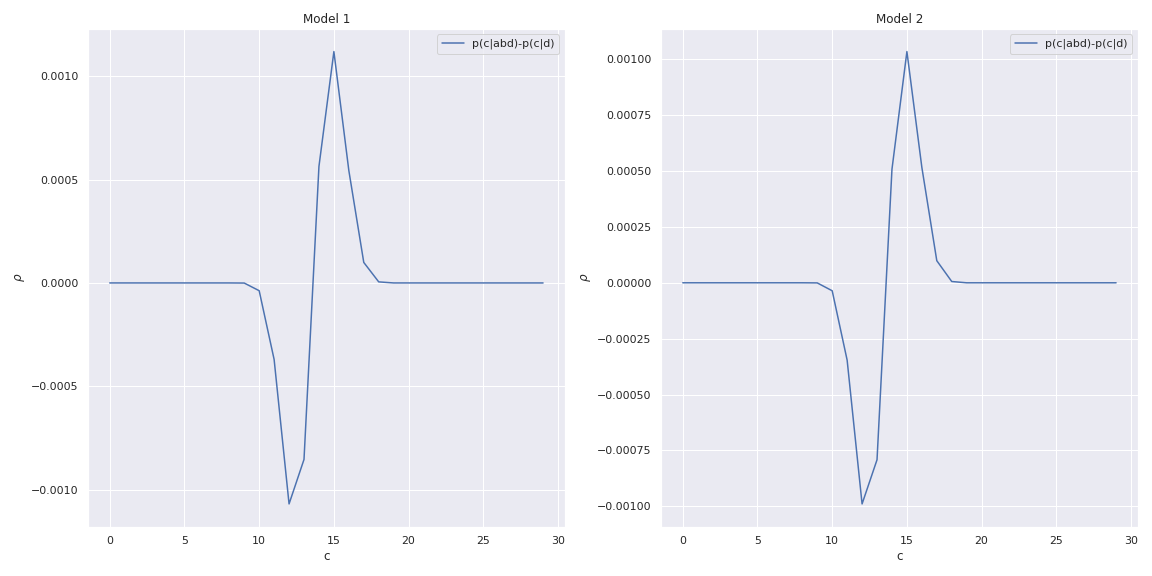 Model 1
p(c|abd)-p(c|d)
0.0010
0.0005
0.0000
−0.0005
−0.0010
ρ
0 5 10 15 20 25 30
c
Model 2
p(c|abd)-p(c|d)
0.00100
0.00075
0.00050
0.00025
0.00000
−0.00025
−0.00050
−0.00075
−0.00100
ρ
0 5 10 15 20 25 30
c